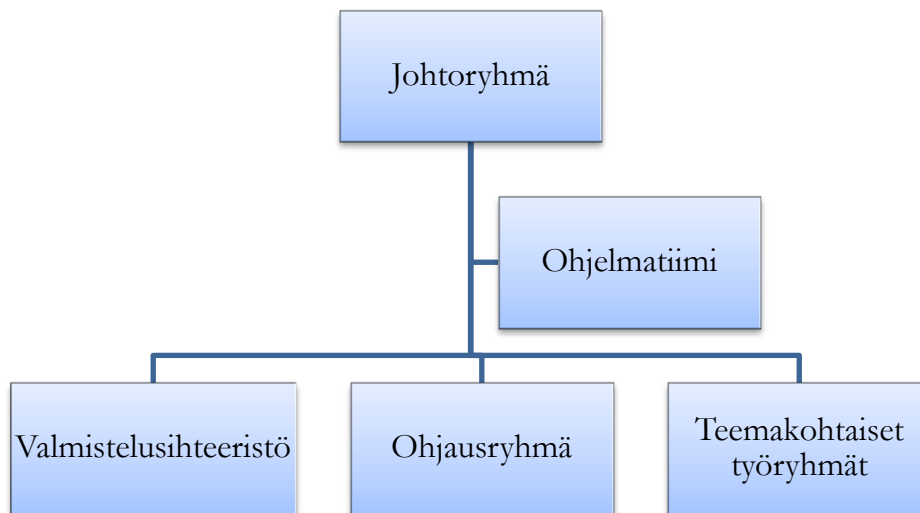 Johtoryhmä
Ohjelmatiimi
Valmistelusihteeristö
Ohjausryhmä
Teemakohtaiset
työryhmät